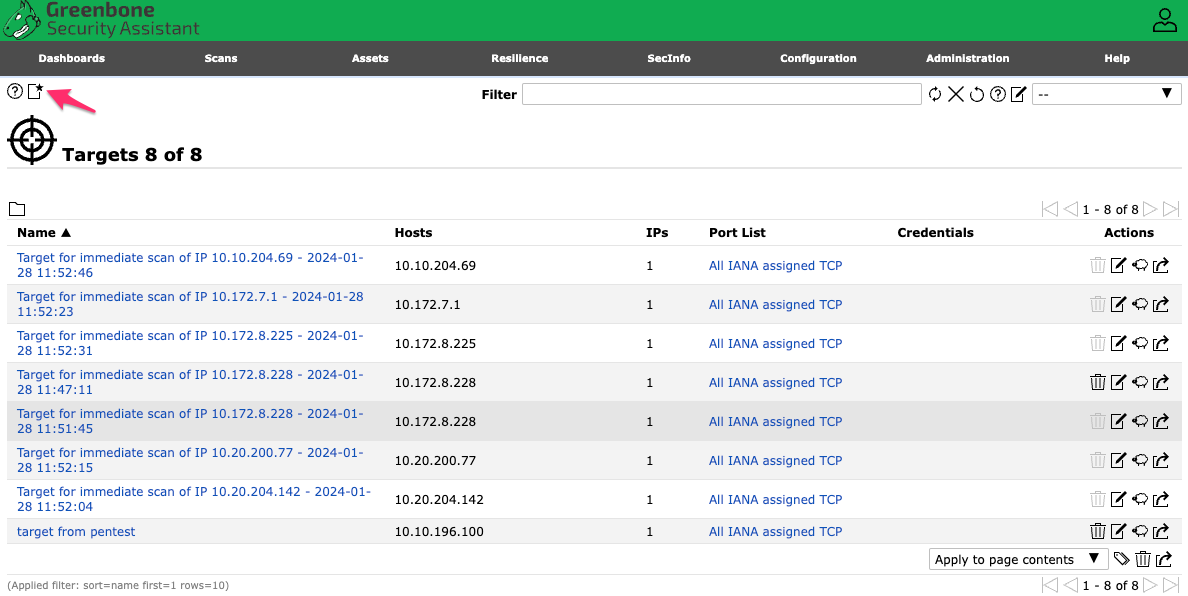 Greenbone
Security Assistant
Dashboards Scans Assets Resilience SecInfo Configuration Administration Help
Filter --
Targets 8 of 8
1 - 8 of 8
Name ▲ Hosts IPs Port List Credentials Actions
Target for immediate scan of IP 10.10.204.69 - 2024-01-
28 11:52:46 10.10.204.69 1 All IANA assigned TCP
Target for immediate scan of IP 10.172.7.1 - 2024-01-28
11:52:23 10.172.7.1 1 All IANA assigned TCP
Target for immediate scan of IP 10.172.8.225 - 2024-01-
28 11:52:31 10.172.8.225 1 All IANA assigned TCP
Target for immediate scan of IP 10.172.8.228 - 2024-01-
28 11:47:11 10.172.8.228 1 All IANA assigned TCP
Target for immediate scan of IP 10.172.8.228 - 2024-01-
28 11:51:45 10.172.8.228 1 All IANA assigned TCP
Target for immediate scan of IP 10.20.200.77 - 2024-01-
28 11:52:15 10.20.200.77 1 All IANA assigned TCP
Target for immediate scan of IP 10.20.204.142 - 2024-01-
28 11:52:04 10.20.204.142 1 All IANA assigned TCP
target from pentest 10.10.196.100 1 All IANA assigned TCP
Apply to page contents ▼
(Applied filter: sort=name first=1 rows=10) 1 - 8 of 8